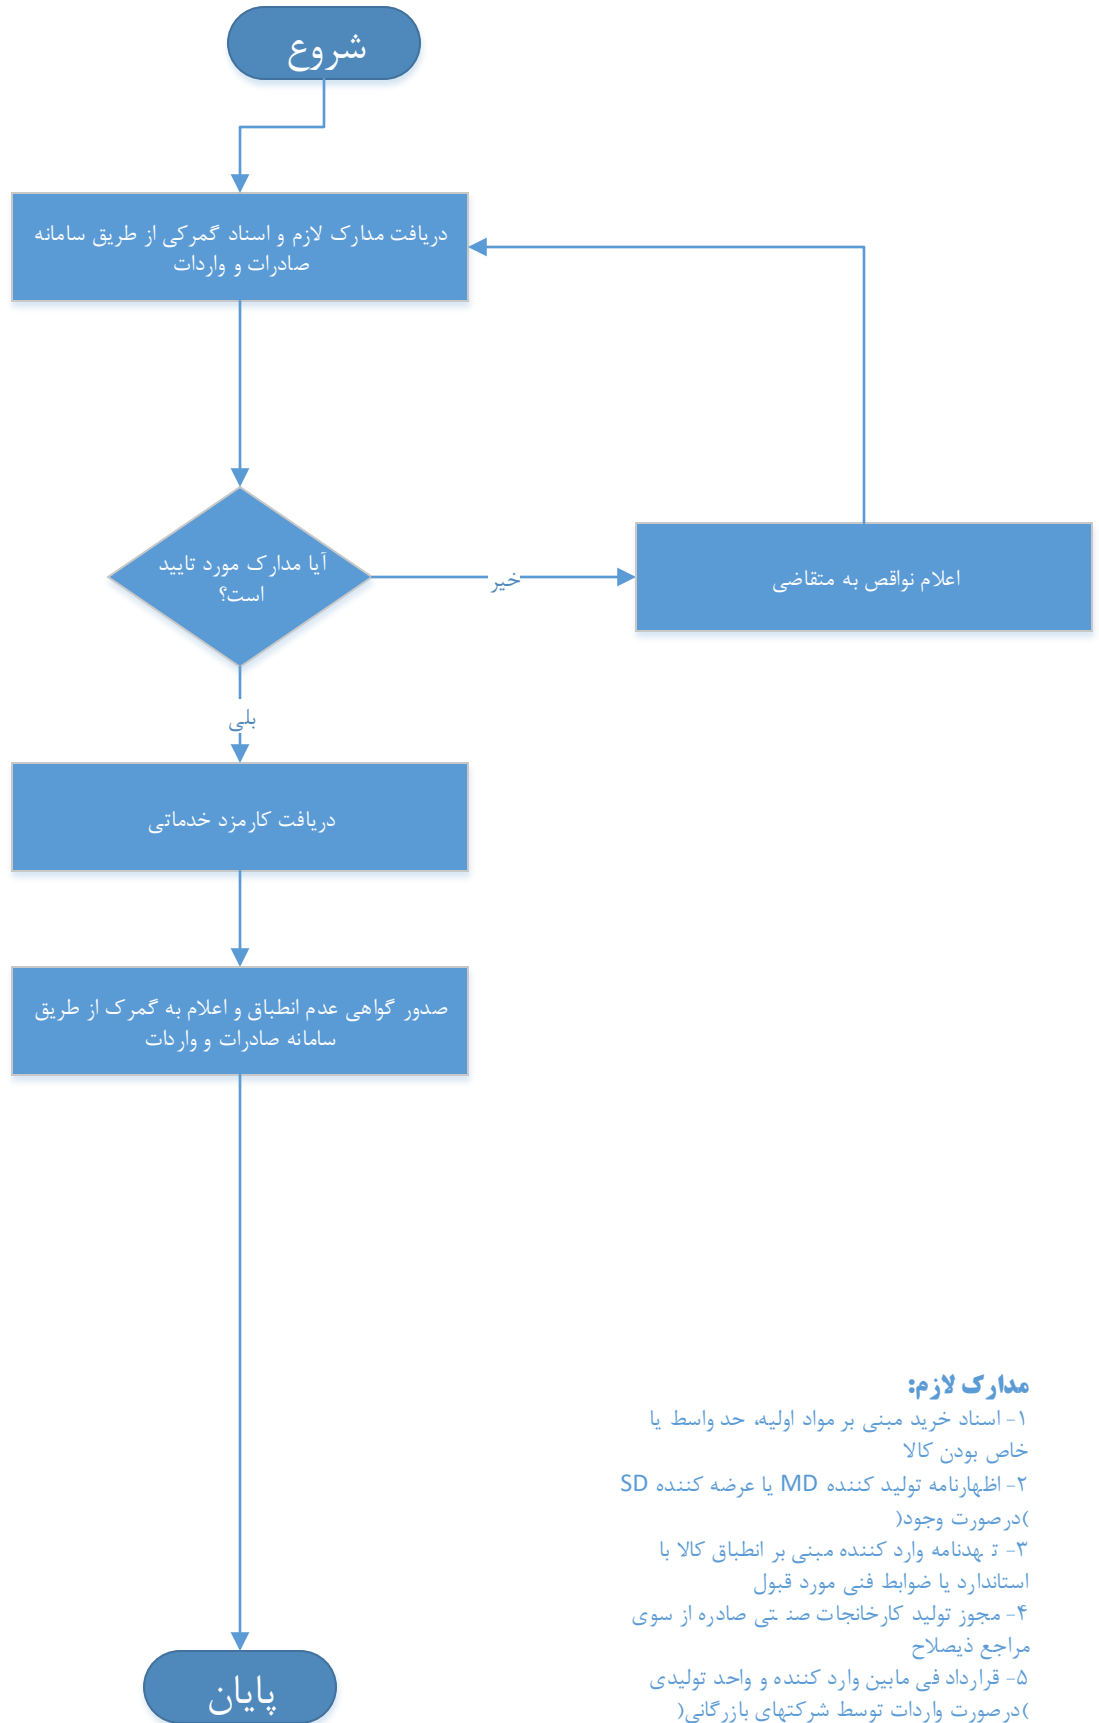 شروع
دریافت مدارک لازم و اسناد گمرکی از طریق سامانه
صادرات و واردات
آیا مدارک مورد تایید
است؟
خیر
اعلام نواقص به متقاضی
بلی
دریافت کارمزد خدماتی
صدور گواهی عدم انطباق و اعلام به گمرک از طریق
سامانه صادرات و واردات
مدارک لازم:
۱- اسناد خرید مبنی بر مواد اولیه، حد واسط یا
خاص بودن کالا
۲- اظهارنامه تولید کننده MD یا عرضه کننده SD
)درصورت وجود(
۳- ت هدنامه وارد کننده مبنی بر انطباق کالا با
استاندارد یا ضوابط فنی مورد قبول
۴- مجوز تولید کارخانجات صن تی صادره از سوی
مراجع ذیصلاح
۵- قرارداد فی مابین وارد کننده و واحد تولیدی
)درصورت واردات توسط شرکتهای بازرگانی(
پایان